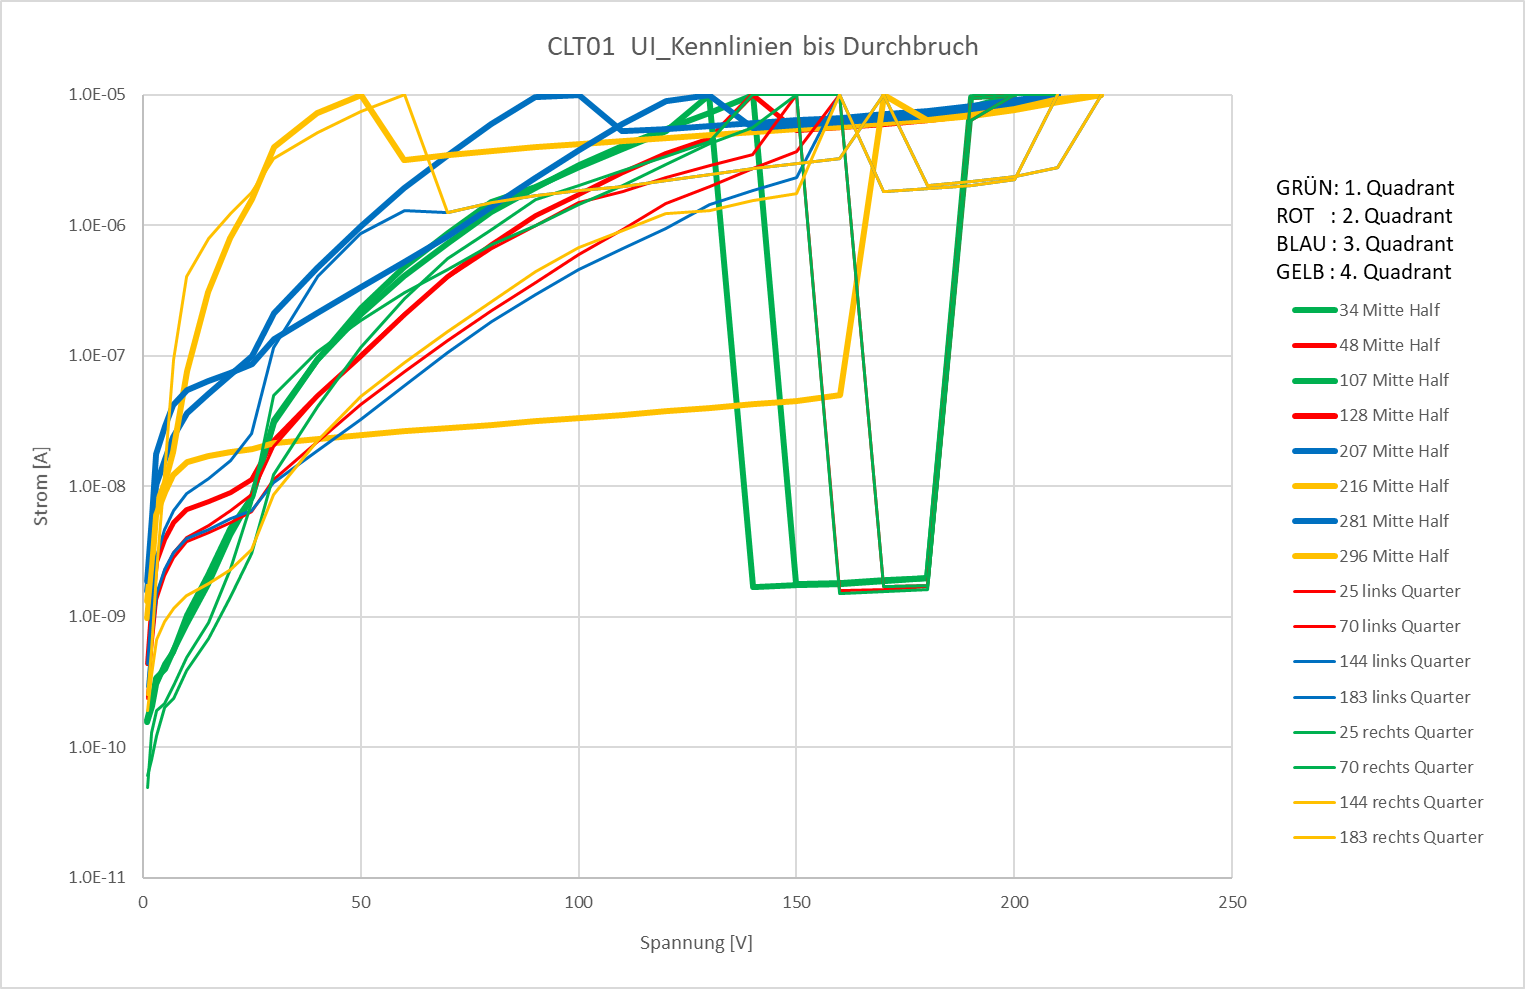 CLT01  UI_Kennlinien bis Durchbruch
1.0E-05
1.0E-06
1.0E-07
1.0E-08
1.0E-09
1.0E-10
1.0E-11
Strom [A]
0
50
100
150
200
250
Spannung [V]
GRÜN: 1. Quadrant
ROT   : 2. Quadrant
BLAU : 3. Quadrant
GELB : 4. Quadrant
34 Mitte Half
48 Mitte Half
107 Mitte Half
128 Mitte Half
207 Mitte Half
216 Mitte Half
281 Mitte Half
296 Mitte Half
25 links Quarter
70 links Quarter
144 links Quarter
183 links Quarter
25 rechts Quarter
70 rechts Quarter
144 rechts Quarter
183 rechts Quarter